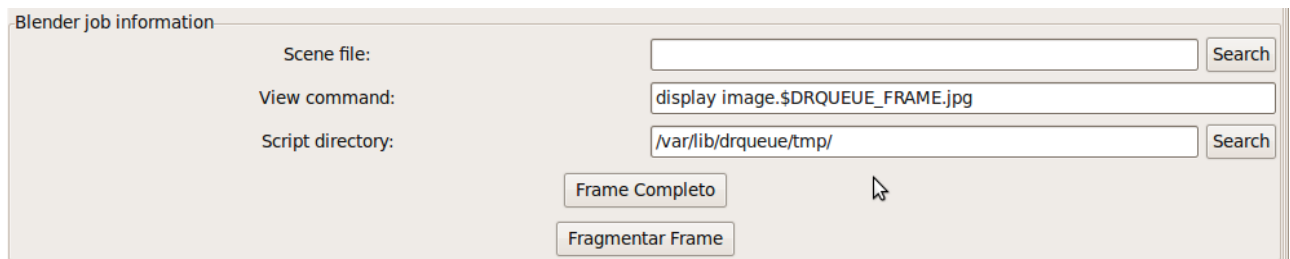 Blender job information
Scene file: Search
View command: display image.$DRQUEUE_FRAME.jpg
Script directory: /var/lib/drqueue/tmp/ Search
Frame Completo
Fragmentar Frame